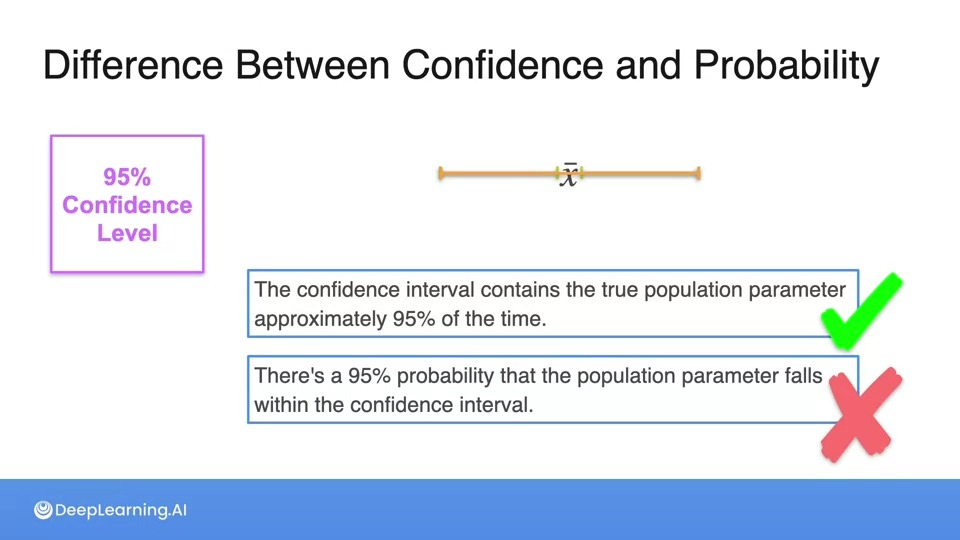 Difference Between Confidence and Probability
95%
Confidence
Level
x̄
The confidence interval contains the true population parameter
approximately 95% of the time.
There's a 95% probability that the population parameter falls
within the confidence interval.
DeepLearning.AI